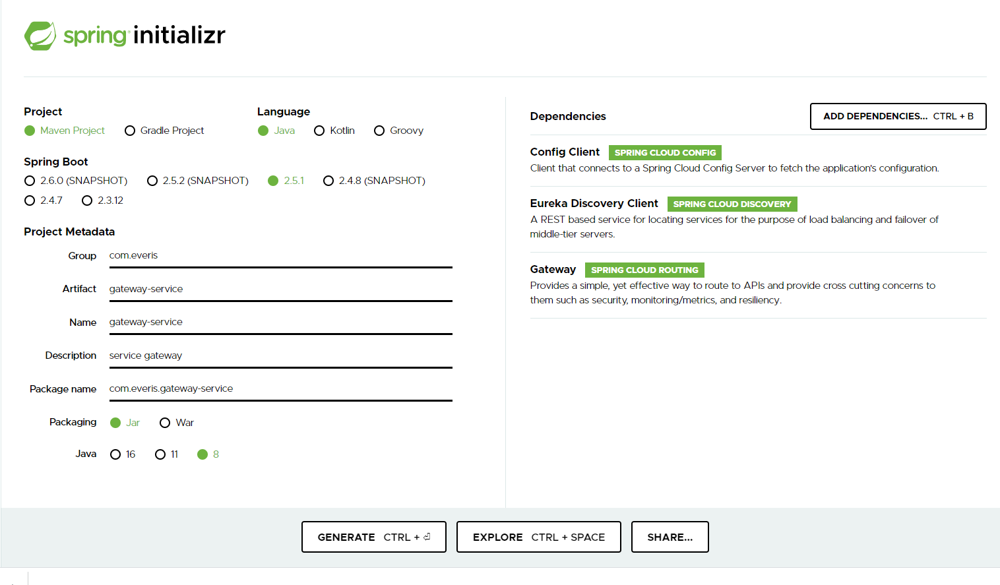 spring initializr
Project
Maven Project Gradle Project
Language
Java Kotlin Groovy
Spring Boot
2.6.0 (SNAPSHOT) 2.5.2 (SNAPSHOT) 2.5.1 2.4.8 (SNAPSHOT)
2.4.7 2.3.12
Project Metadata
Group com.everis
Artifact gateway-service
Name gateway-service
Description service gateway
Package name com.everis.gateway-service
Packaging Jar War
Java 16 11 8
Dependencies
ADD DEPENDENCIES... CTRL + B
Config Client SPRING CLOUD CONFIG
Client that connects to a Spring Cloud Config Server to fetch the application's configuration.
Eureka Discovery Client SPRING CLOUD DISCOVERY
A REST based service for locating services for the purpose of load balancing and failover of
middle-tier servers.
Gateway SPRING CLOUD ROUTING
Provides a simple, yet effective way to route to APIs and provide cross cutting concerns to
them such as security, monitoring/metrics, and resiliency.
GENERATE CTRL + ⏎
EXPLORE CTRL + SPACE
SHARE...